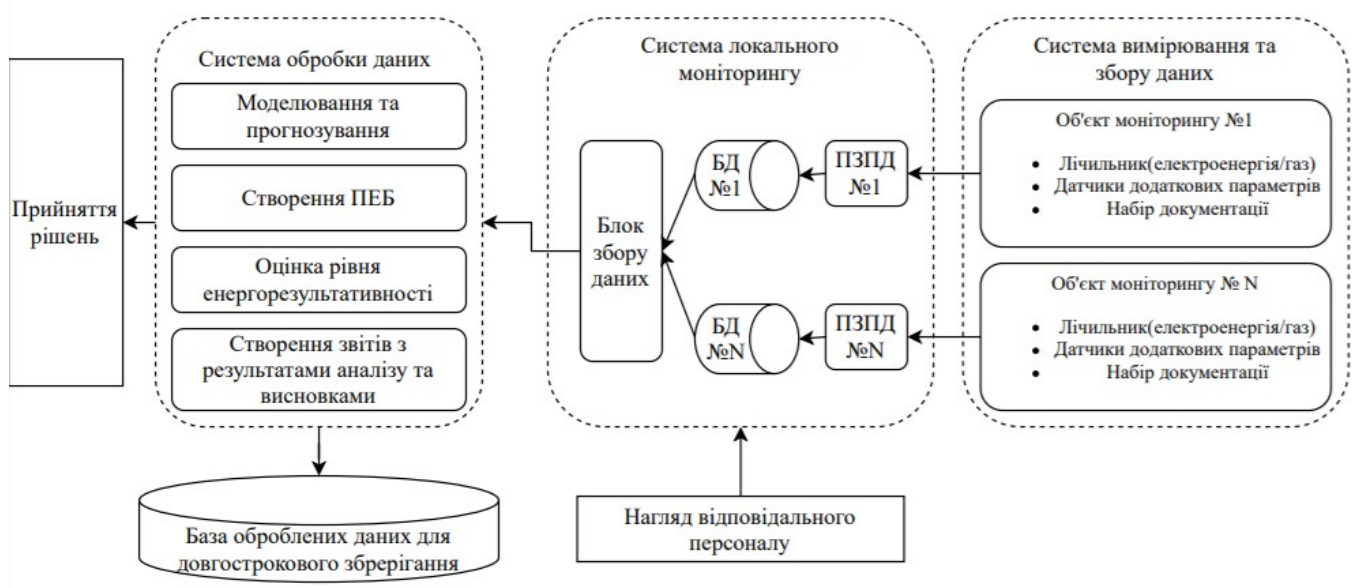 Прийняття
рішень
Система обробки даних
Моделювання та
прогнозування
Створення ПЕБ
Оцінка рівня
енергорезультативності
Створення звітів з
результатами аналізу та
висновками
База оброблених даних для
довгострокового збрерігання
Система локального
моніторингу
Блок
збору
даних
БД
№1
ПЗПД
№1
БД
№N
ПЗПД
№N
Нагляд відповідального
персоналу
Система вимірювання та
збору даних
Об'єкт моніторингу №1
• Лічильник(електроенергія/газ)
• Датчики додаткових параметрів
• Набір документації
Об'єкт моніторингу № N
• Лічильник(електроенергія/газ)
• Датчики додаткових параметрів
• Набір документації